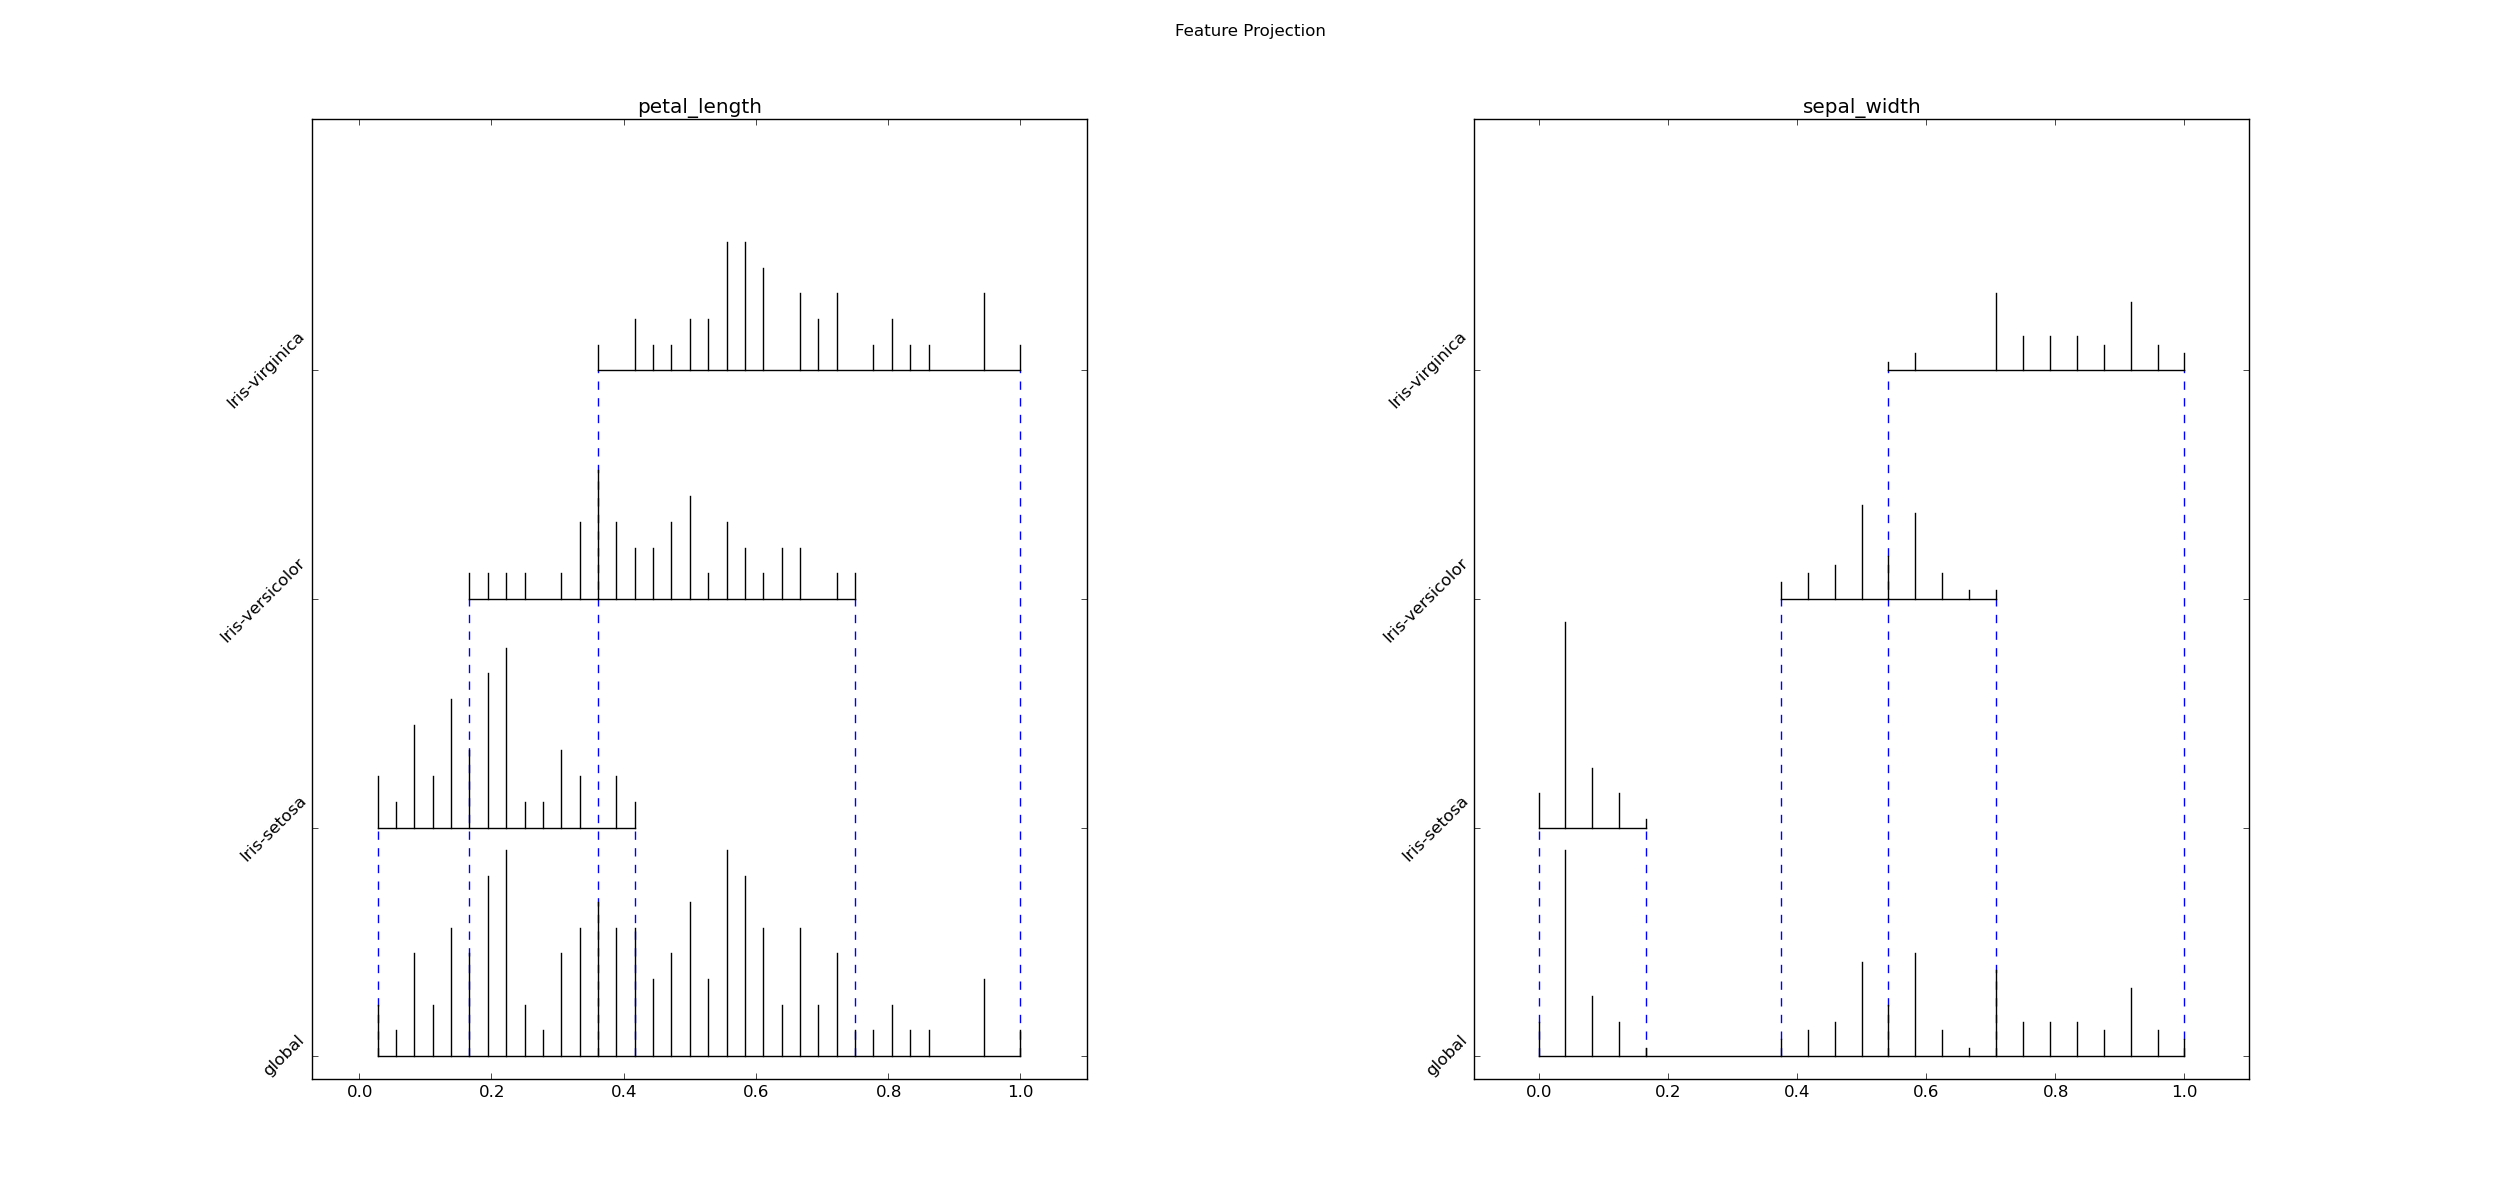 Feature Projection
petal_length
Iris-virginica
Iris-versicolor
Iris-setosa
global
0.0 0.2 0.4 0.6 0.8 1.0
sepal_width
Iris-virginica
Iris-versicolor
Iris-setosa
global
0.0 0.2 0.4 0.6 0.8 1.0